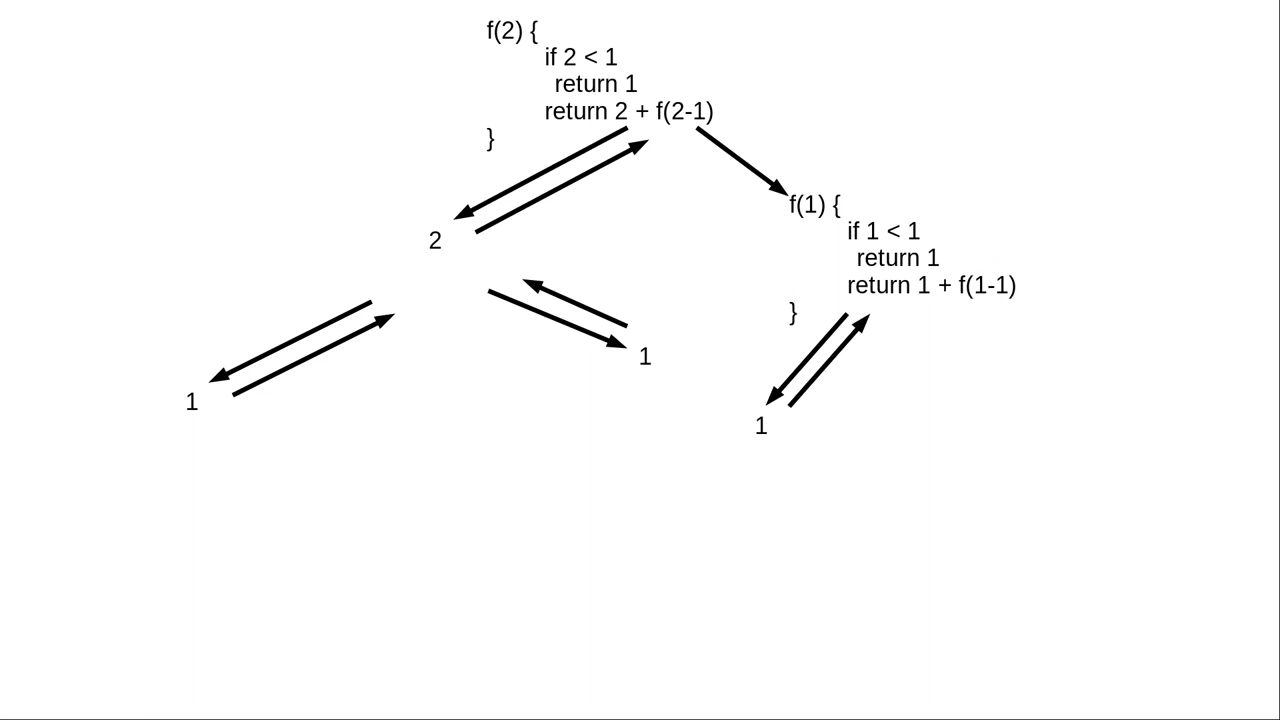 f(2) {
if 2 < 1
return 1
return 2 + f(2-1)
}
f(1) {
if 1 < 1
return 1
return 1 + f(1-1)
}
2
1
1
1